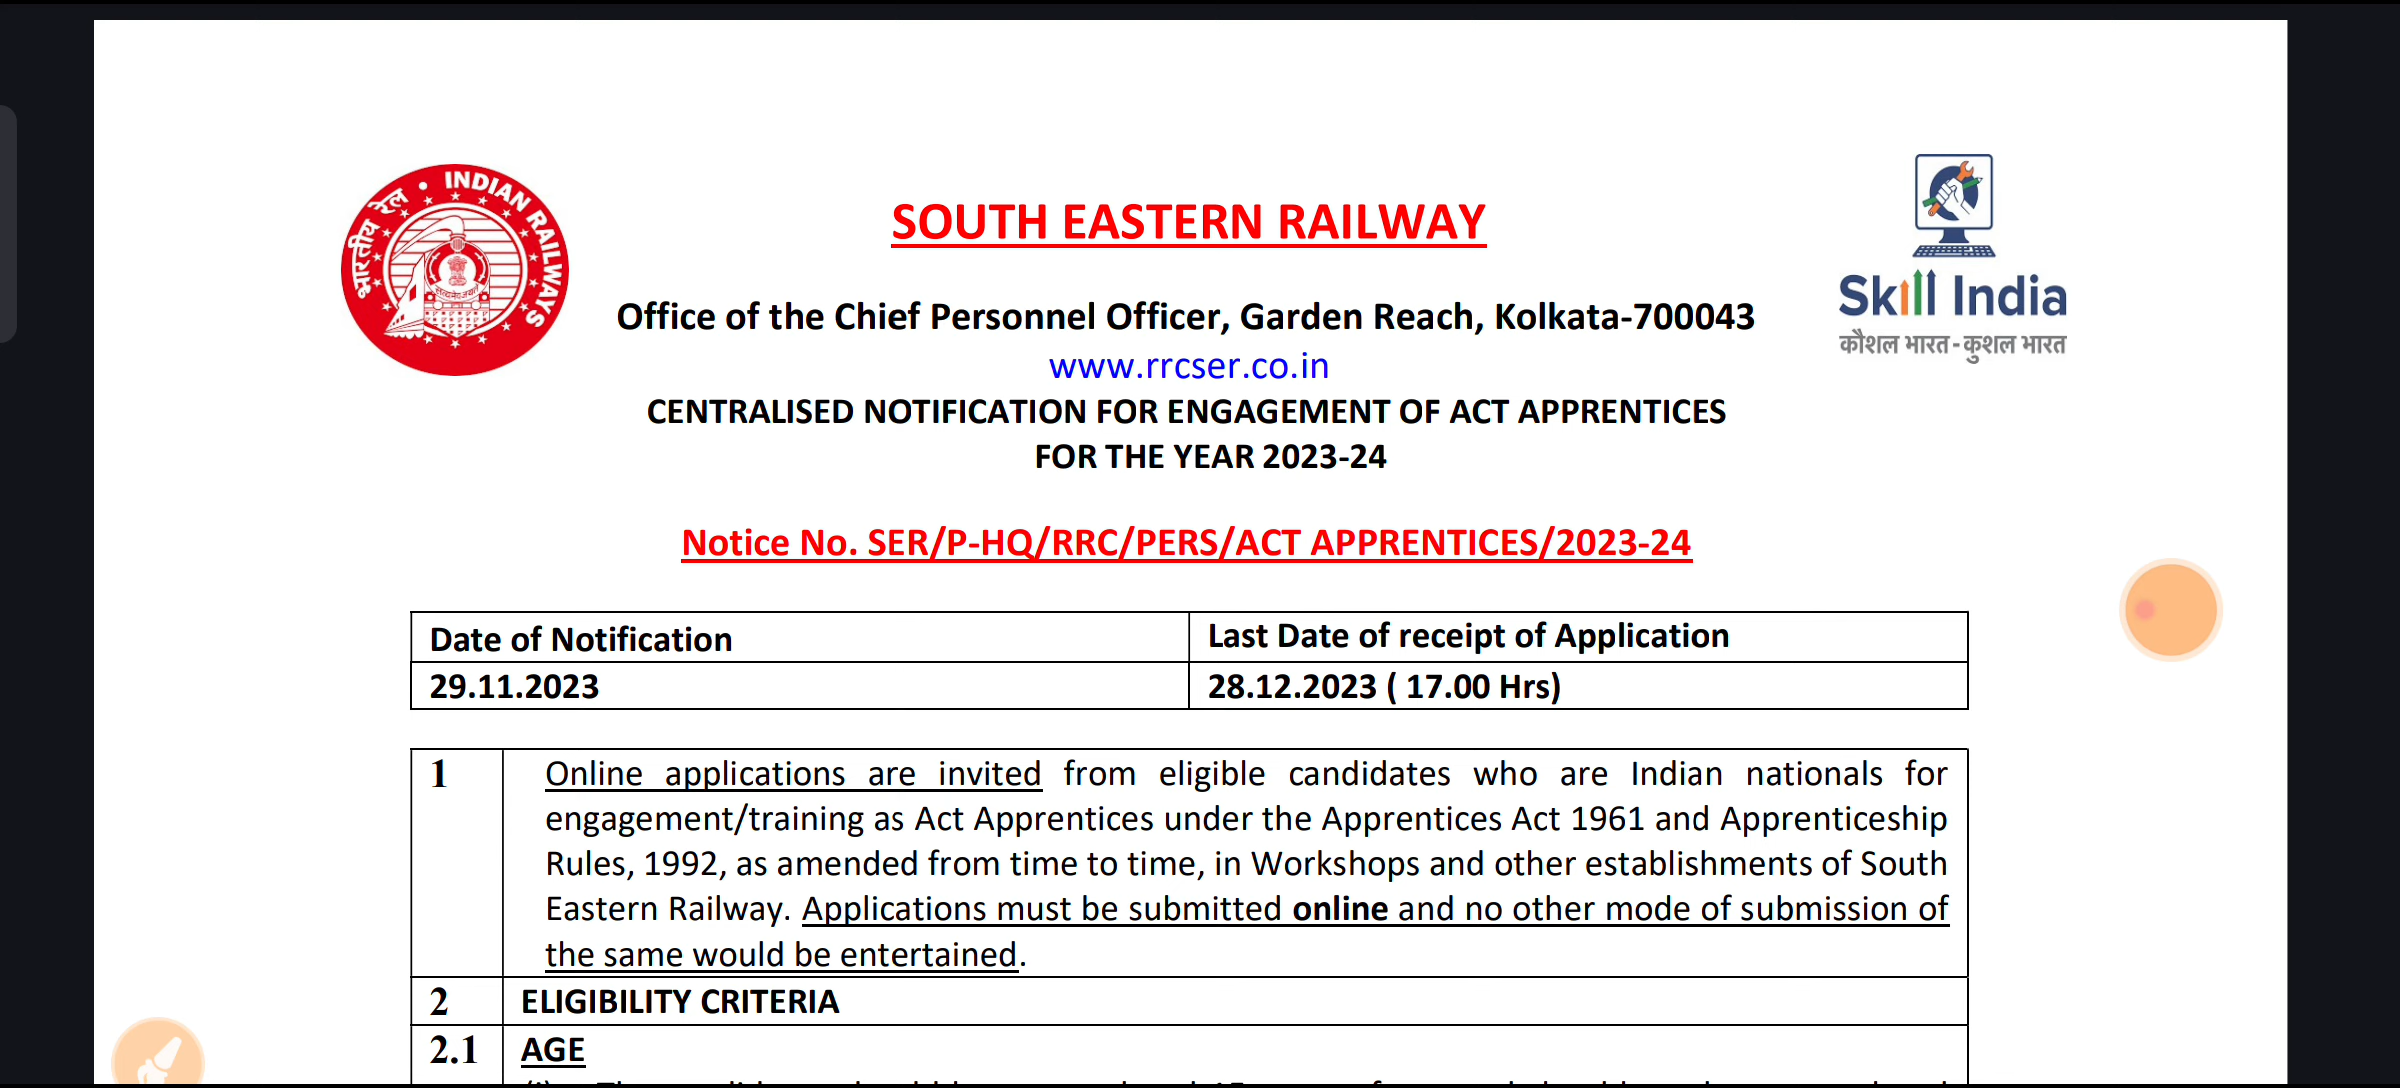 भारतीय रेल • INDIAN RAILWAYS
SOUTH EASTERN RAILWAY
Office of the Chief Personnel Officer, Garden Reach, Kolkata-700043
www.rrcser.co.in
CENTRALISED NOTIFICATION FOR ENGAGEMENT OF ACT APPRENTICES
FOR THE YEAR 2023-24
Skill India
कौशल भारत - कुशल भारत
Notice No. SER/P-HQ/RRC/PERS/ACT APPRENTICES/2023-24
Date of Notification Last Date of receipt of Application
29.11.2023 28.12.2023 ( 17.00 Hrs)
1 Online applications are invited from eligible candidates who are Indian nationals for
engagement/training as Act Apprentices under the Apprentices Act 1961 and Apprenticeship
Rules, 1992, as amended from time to time, in Workshops and other establishments of South
Eastern Railway. Applications must be submitted online and no other mode of submission of
the same would be entertained.
2 ELIGIBILITY CRITERIA
2.1 AGE